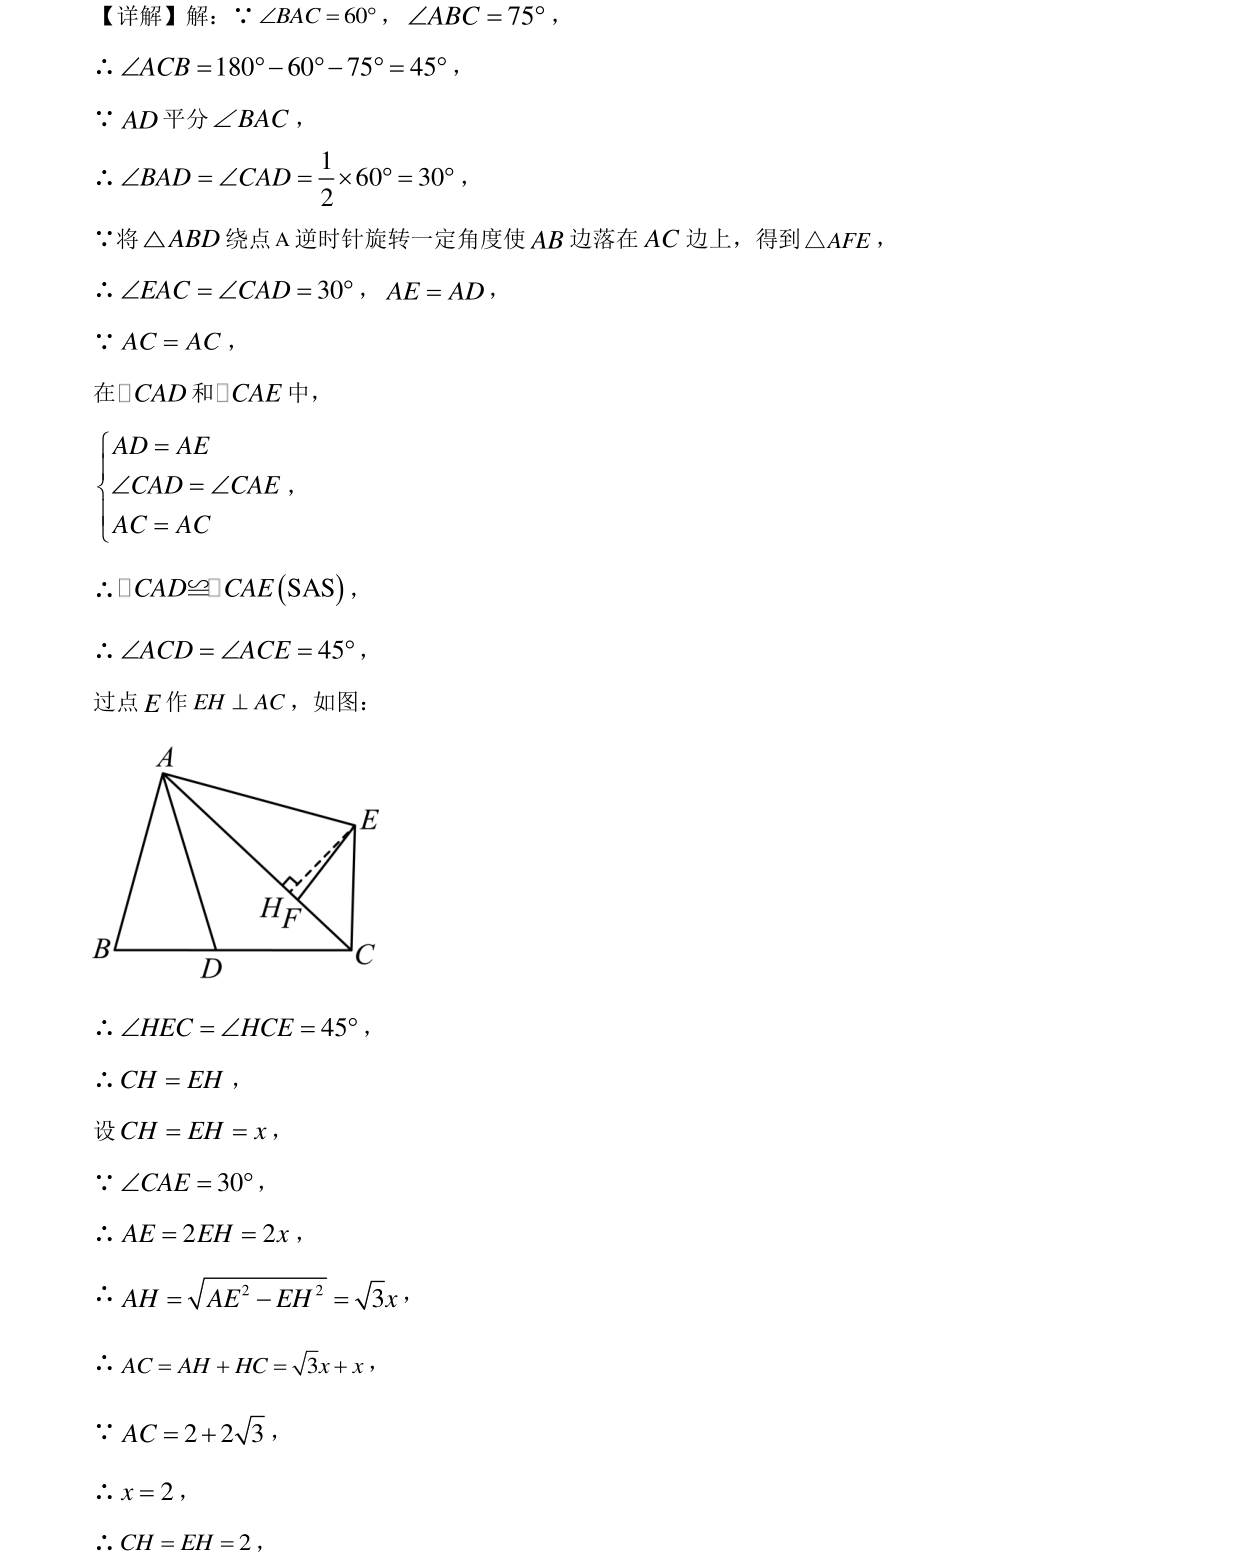 【详解】解：∵ ∠BAC = 60°， ∠ABC = 75°，
∴ ∠ACB = 180° − 60° − 75° = 45°，
∵ AD 平分 ∠BAC ，
∴ ∠BAD = ∠CAD = 1/2 × 60° = 30°，
∵将 △ABD 绕点 A 逆时针旋转一定角度使 AB 边落在 AC 边上，得到 △AFE ，
∴ ∠EAC = ∠CAD = 30°， AE = AD，
∵ AC = AC ，
在 □CAD 和 □CAE 中，
AD = AE
∠CAD = ∠CAE ，
AC = AC
∴ □CAD≌□CAE (SAS)，
∴ ∠ACD = ∠ACE = 45°，
过点 E 作 EH ⊥ AC ，如图：
A
E
H F
B
D
C
∴ ∠HEC = ∠HCE = 45°，
∴ CH = EH ，
设 CH = EH = x，
∵ ∠CAE = 30°，
∴ AE = 2EH = 2x ，
∴ AH = √(AE² − EH²) = √3x ，
∴ AC = AH + HC = √3x + x ，
∵ AC = 2 + 2√3 ，
∴ x = 2 ，
∴ CH = EH = 2 ，